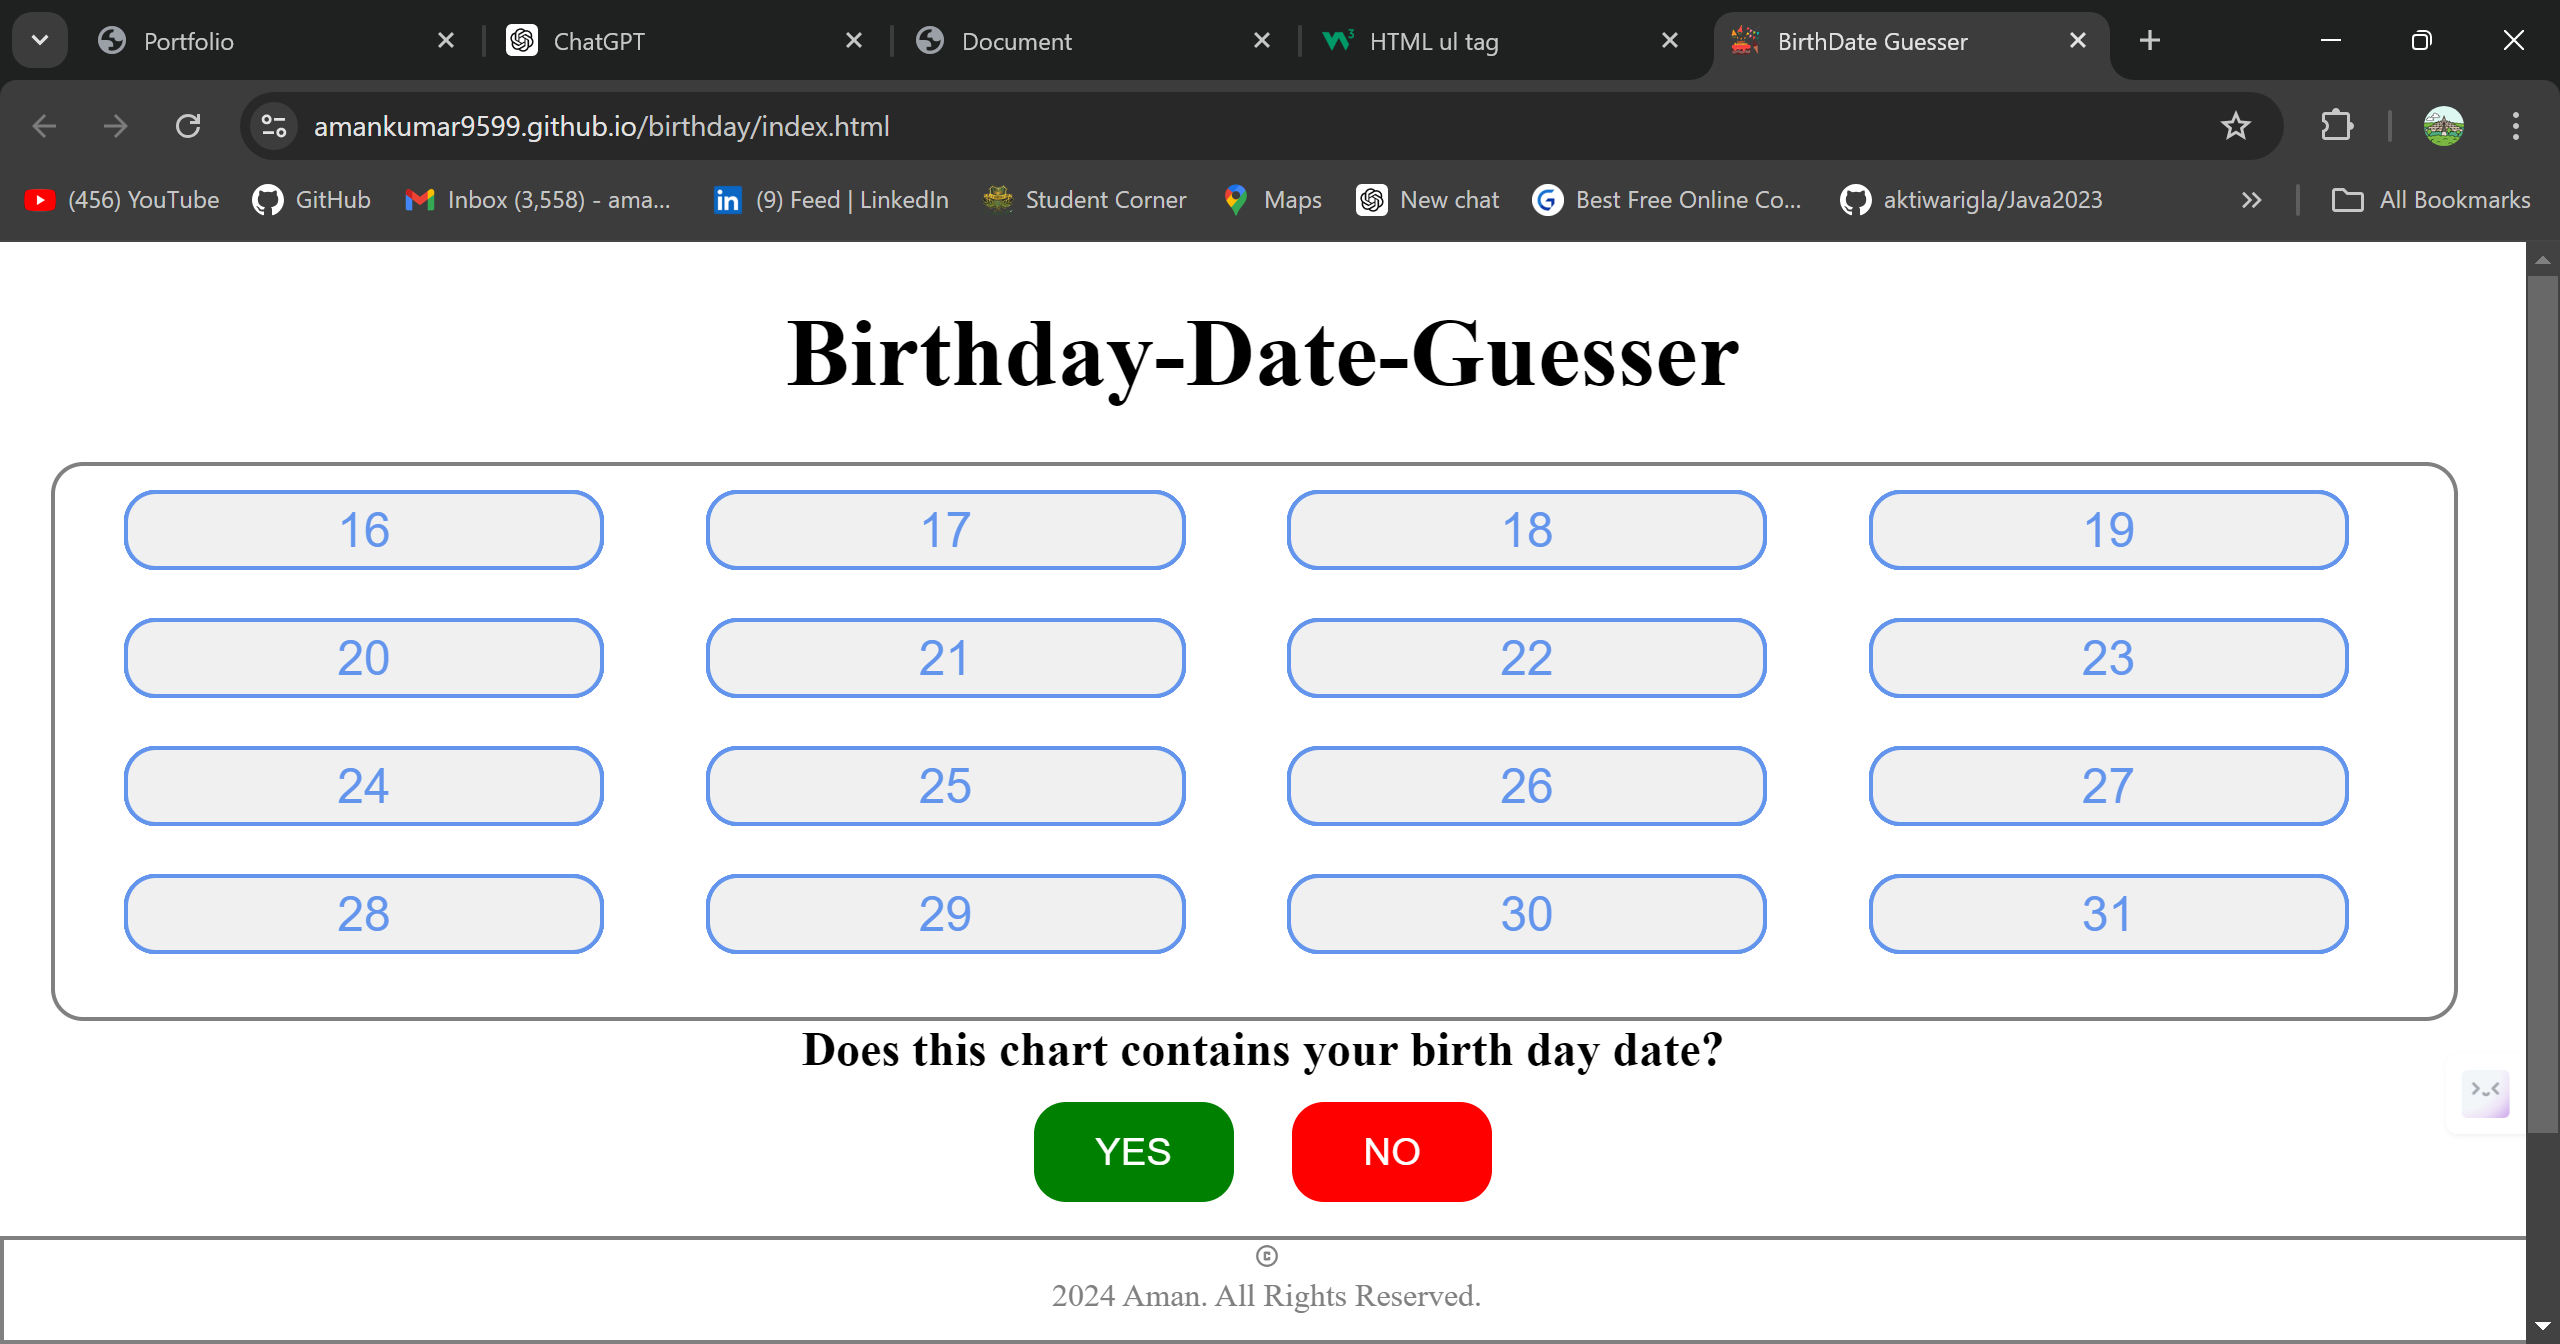 Portfolio ChatGPT Document HTML ul tag BirthDate Guesser
amankumar9599.github.io/birthday/index.html
(456) YouTube GitHub Inbox (3,558) - ama... (9) Feed | LinkedIn Student Corner Maps New chat Best Free Online Co... aktiwarigla/Java2023 All Bookmarks
Birthday-Date-Guesser
16 17 18 19
20 21 22 23
24 25 26 27
28 29 30 31
Does this chart contains your birth day date?
YES NO
©
2024 Aman. All Rights Reserved.